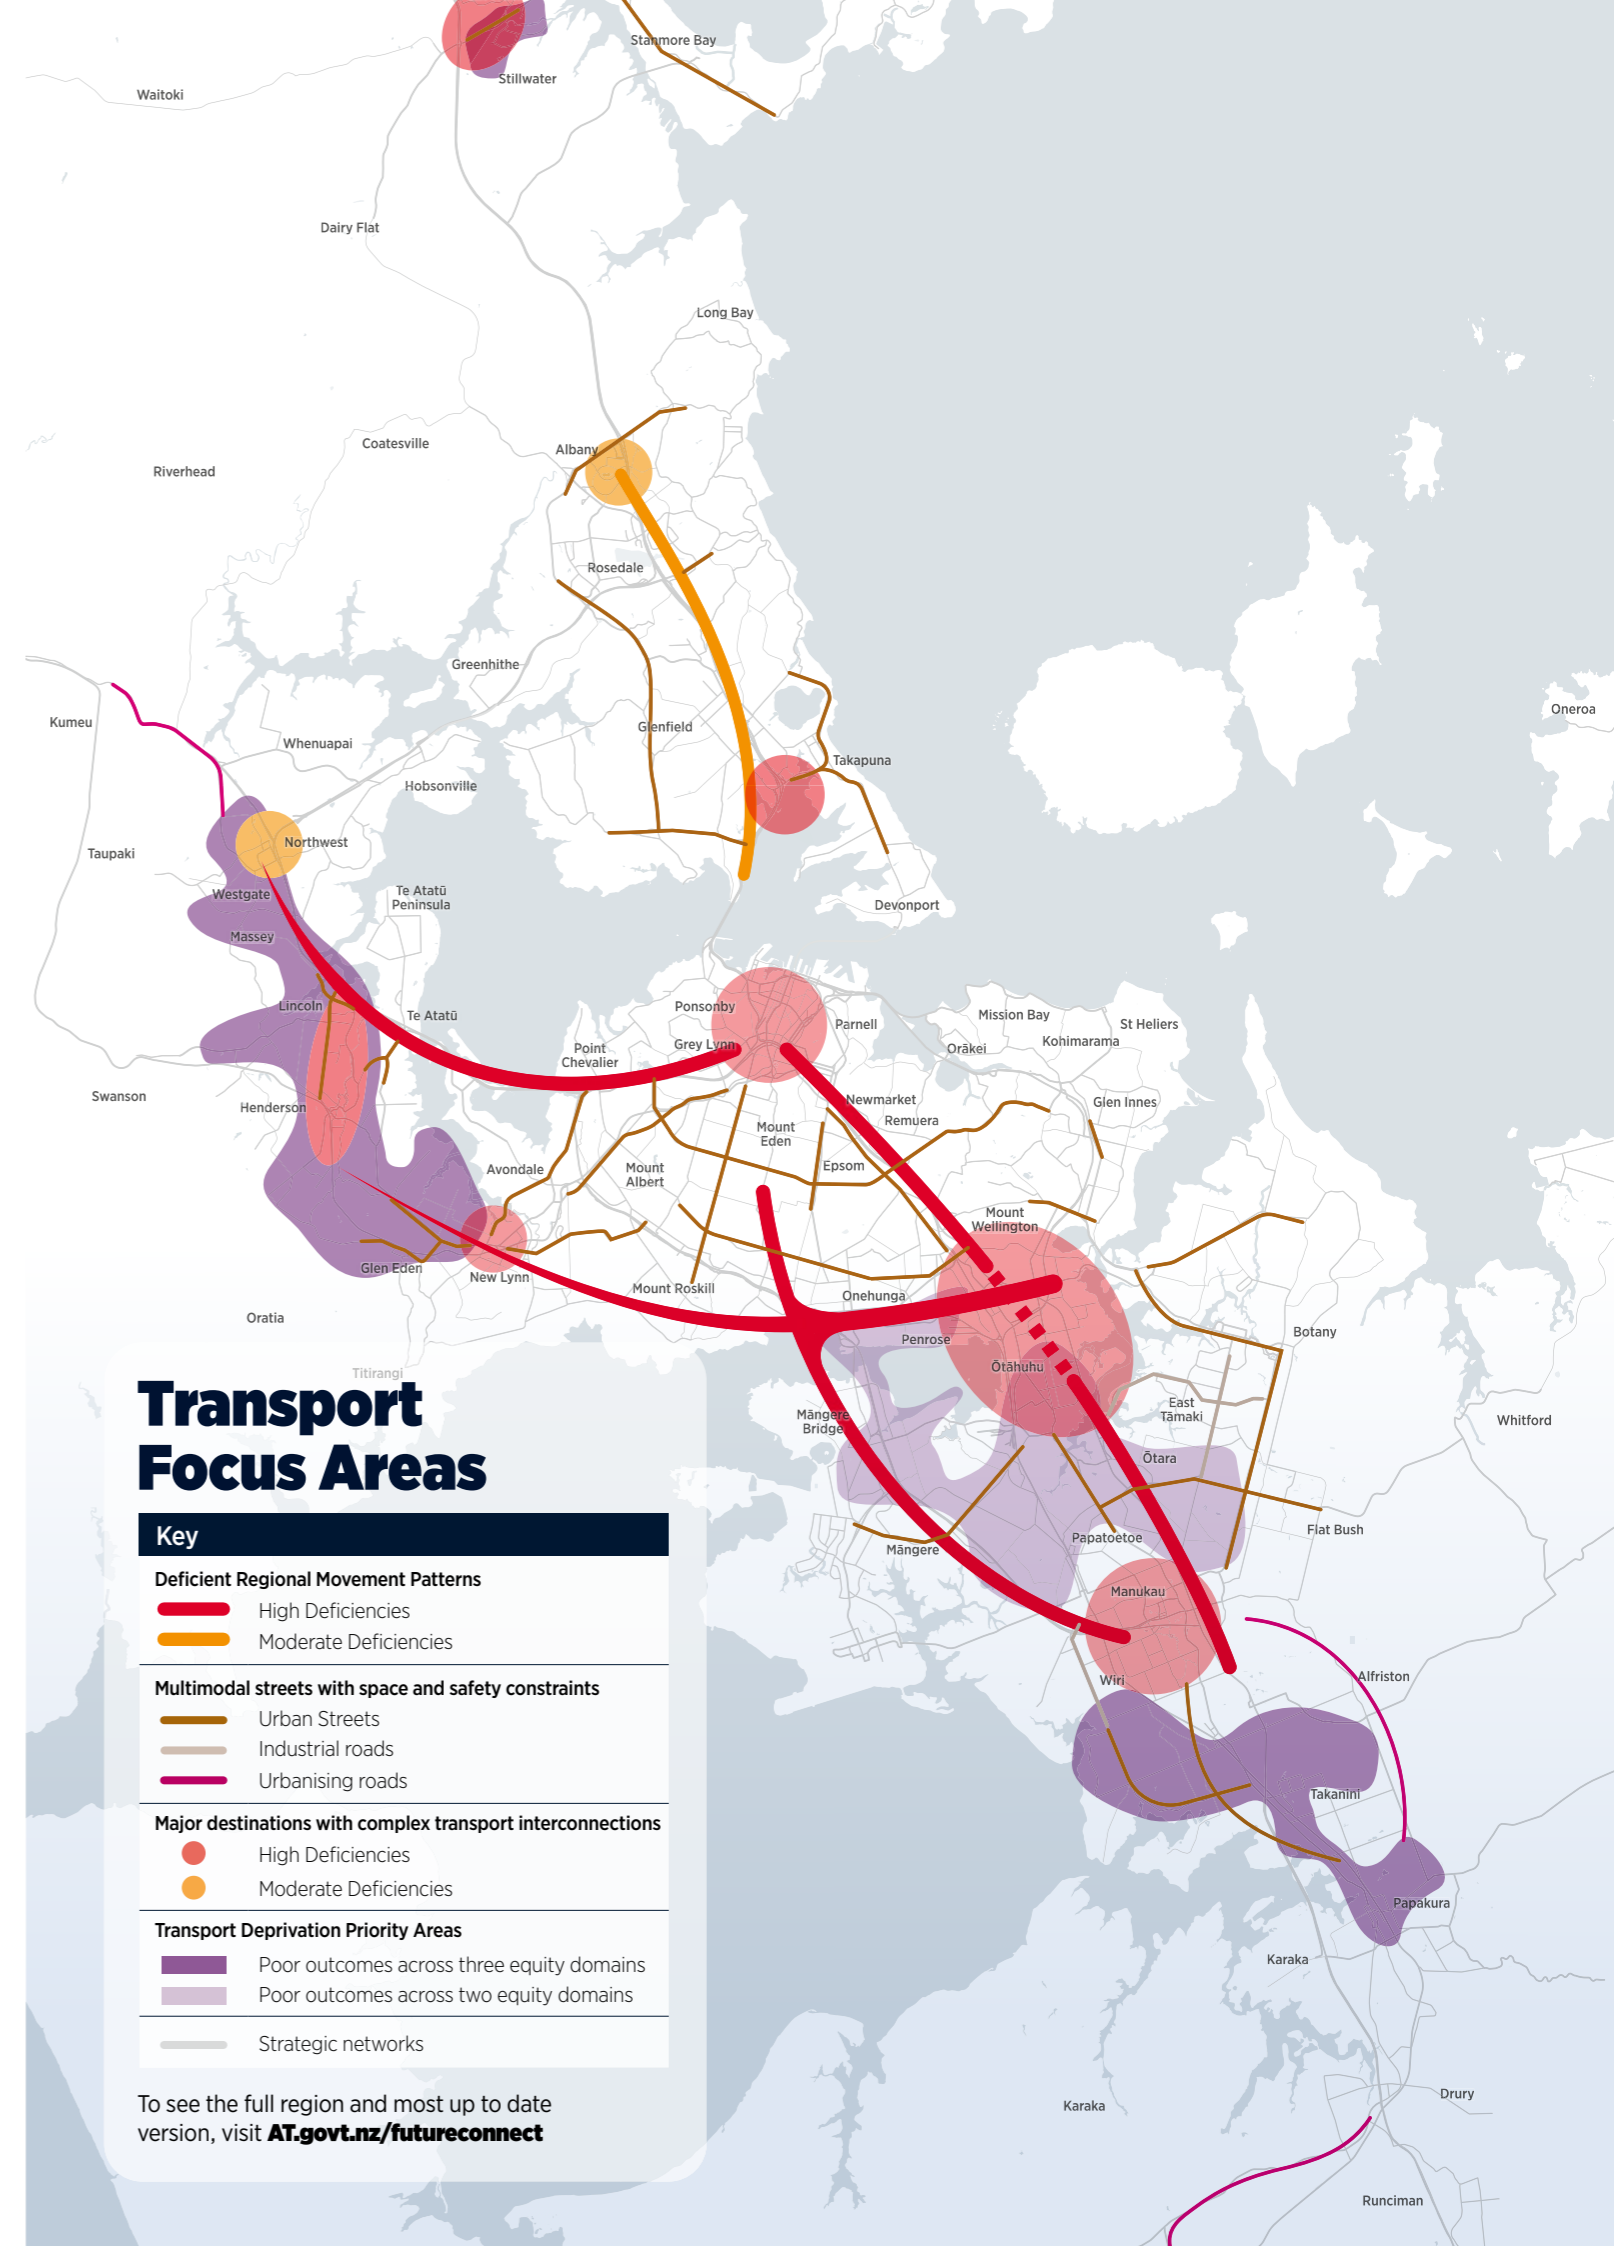 Stanmore Bay
Stillwater
Waitoki
Dairy Flat
Long Bay
Coatesville
Albany
Riverhead
Rosedale
Greenhithe
Oneroa
Kumeu
Glenfield
Whenuapai
Takapuna
Hobsonville
Northwest
Taupaki
Westgate
Te Atatū
Peninsula
Devonport
Massey
Lincoln
Te Atatū
Ponsonby
Parnell
Mission Bay
St Heliers
Grey Lynn
Point
Chevalier
Orākei
Kohimarama
Swanson
Henderson
Newmarket
Remuera
Glen Innes
Mount
Eden
Avondale
Mount
Albert
Epsom
Mount
Wellington
Glen Eden
New Lynn
Mount Roskill
Onehunga
Oratia
Penrose
Botany
Titirangi
Ōtāhuhu
East
Tāmaki
Māngere
Bridge
Whitford
Ōtara
Flat Bush
Papatoetoe
Māngere
Manukau
Wiri
Alfriston
Takanini
Papakura
Karaka
Karaka
Drury
Runciman
Transport
Focus Areas
Key
Deficient Regional Movement Patterns
High Deficiencies
Moderate Deficiencies
Multimodal streets with space and safety constraints
Urban Streets
Industrial roads
Urbanising roads
Major destinations with complex transport interconnections
High Deficiencies
Moderate Deficiencies
Transport Deprivation Priority Areas
Poor outcomes across three equity domains
Poor outcomes across two equity domains
Strategic networks
To see the full region and most up to date
version, visit AT.govt.nz/futureconnect